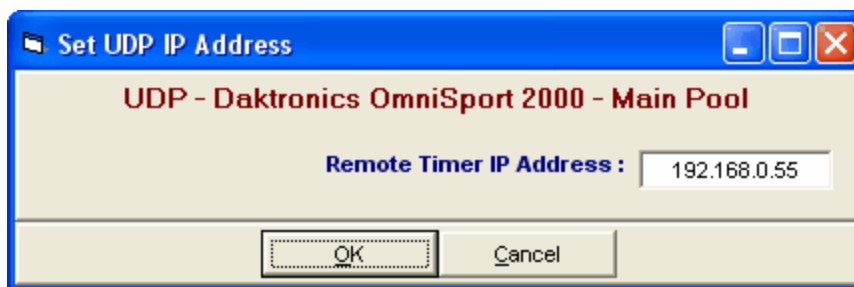 Set UDP IP Address
UDP - Daktronics OmniSport 2000 - Main Pool
Remote Timer IP Address : 192.168.0.55
OK Cancel